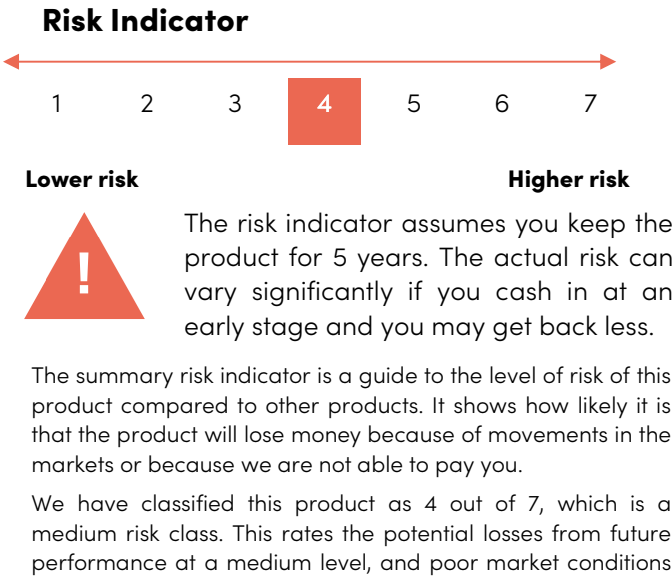 Risk Indicator
1 2 3 4 5 6 7
Lower risk Higher risk
!
The risk indicator assumes you keep the
product for 5 years. The actual risk can
vary significantly if you cash in at an
early stage and you may get back less.
The summary risk indicator is a guide to the level of risk of this
product compared to other products. It shows how likely it is
that the product will lose money because of movements in the
markets or because we are not able to pay you.
We have classified this product as 4 out of 7, which is a
medium risk class. This rates the potential losses from future
performance at a medium level, and poor market conditions